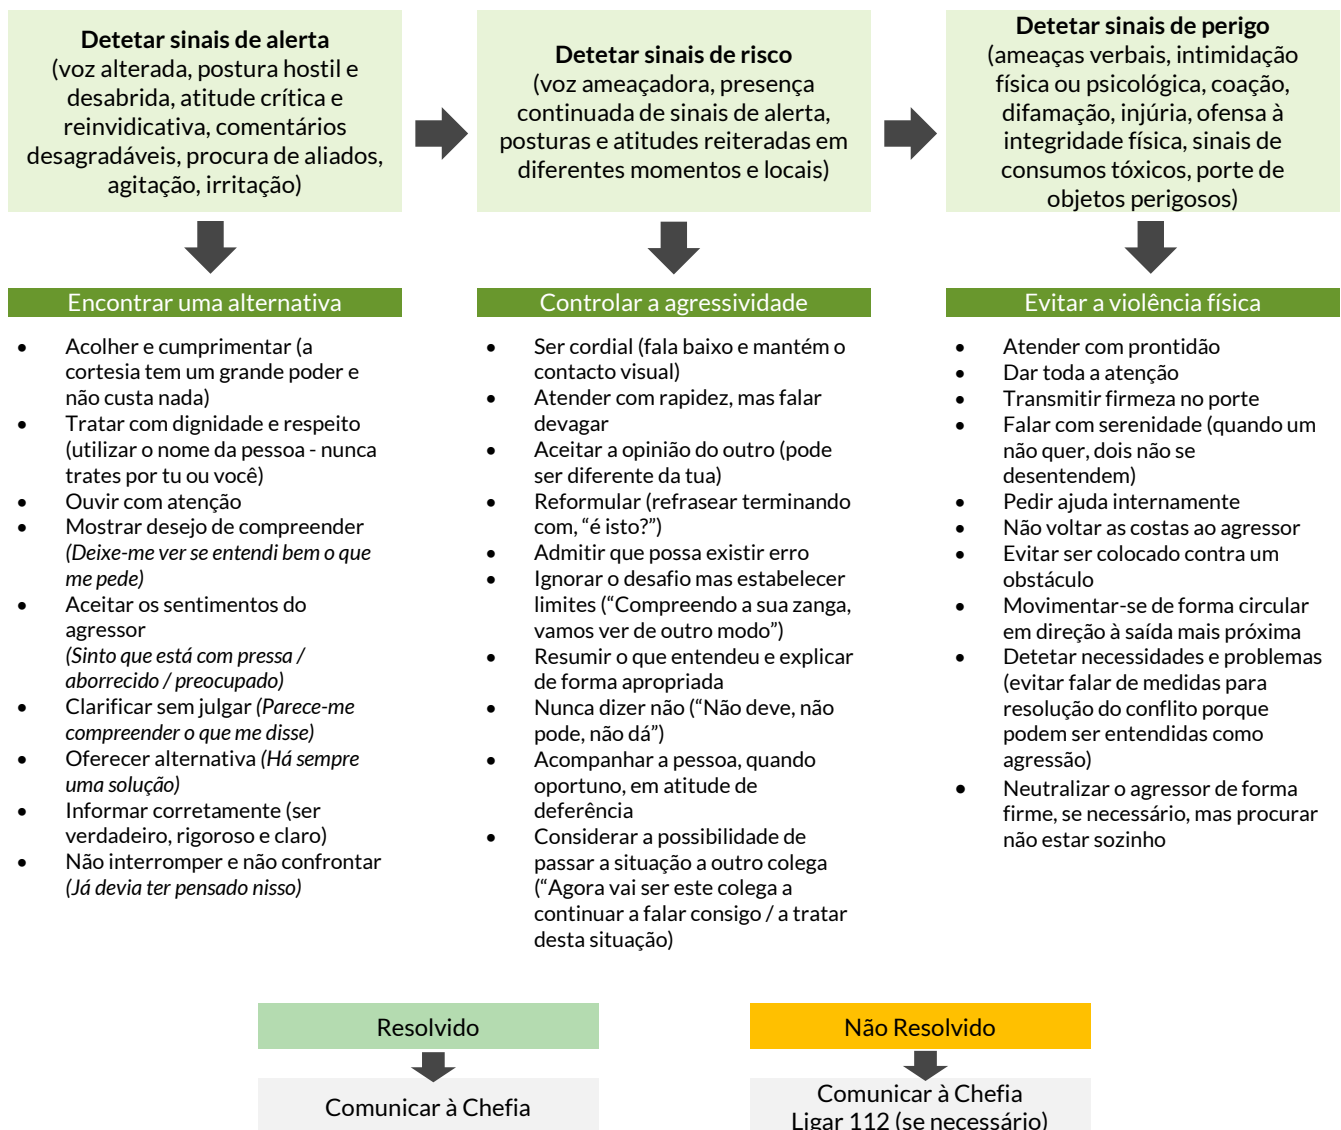 Detetar sinais de alerta
(voz alterada, postura hostil e
desabrida, atitude crítica e
reinvidicativa, comentários
desagradáveis, procura de aliados,
agitação, irritação)
Detetar sinais de risco
(voz ameaçadora, presença
continuada de sinais de alerta,
posturas e atitudes reiteradas em
diferentes momentos e locais)
Detetar sinais de perigo
(ameaças verbais, intimidação
física ou psicológica, coação,
difamação, injúria, ofensa à
integridade física, sinais de
consumos tóxicos, porte de
objetos perigosos)
Encontrar uma alternativa
• Acolher e cumprimentar (a
cortesia tem um grande poder e
não custa nada)
• Tratar com dignidade e respeito
(utilizar o nome da pessoa - nunca
trates por tu ou você)
• Ouvir com atenção
• Mostrar desejo de compreender
(Deixe-me ver se entendi bem o que
me pede)
• Aceitar os sentimentos do
agressor
(Sinto que está com pressa /
aborrecido / preocupado)
• Clarificar sem julgar (Parece-me
compreender o que me disse)
• Oferecer alternativa (Há sempre
uma solução)
• Informar corretamente (ser
verdadeiro, rigoroso e claro)
• Não interromper e não confrontar
(Já devia ter pensado nisso)
Controlar a agressividade
• Ser cordial (fala baixo e mantém o
contacto visual)
• Atender com rapidez, mas falar
devagar
• Aceitar a opinião do outro (pode
ser diferente da tua)
• Reformular (refrasear terminando
com, “é isto?”)
• Admitir que possa existir erro
• Ignorar o desafio mas estabelecer
limites (“Compreendo a sua zanga,
vamos ver de outro modo”)
• Resumir o que entendeu e explicar
de forma apropriada
• Nunca dizer não (“Não deve, não
pode, não dá”)
• Acompanhar a pessoa, quando
oportuno, em atitude de
deferência
• Considerar a possibilidade de
passar a situação a outro colega
(“Agora vai ser este colega a
continuar a falar consigo / a tratar
desta situação)
Evitar a violência física
• Atender com prontidão
• Dar toda a atenção
• Transmitir firmeza no porte
• Falar com serenidade (quando um
não quer, dois não se
desentendem)
• Pedir ajuda internamente
• Não voltar as costas ao agressor
• Evitar ser colocado contra um
obstáculo
• Movimentar-se de forma circular
em direção à saída mais próxima
• Detetar necessidades e problemas
(evitar falar de medidas para
resolução do conflito porque
podem ser entendidas como
agressão)
• Neutralizar o agressor de forma
firme, se necessário, mas procurar
não estar sozinho
Resolvido
Comunicar à Chefia
Não Resolvido
Comunicar à Chefia
Ligar 112 (se necessário)